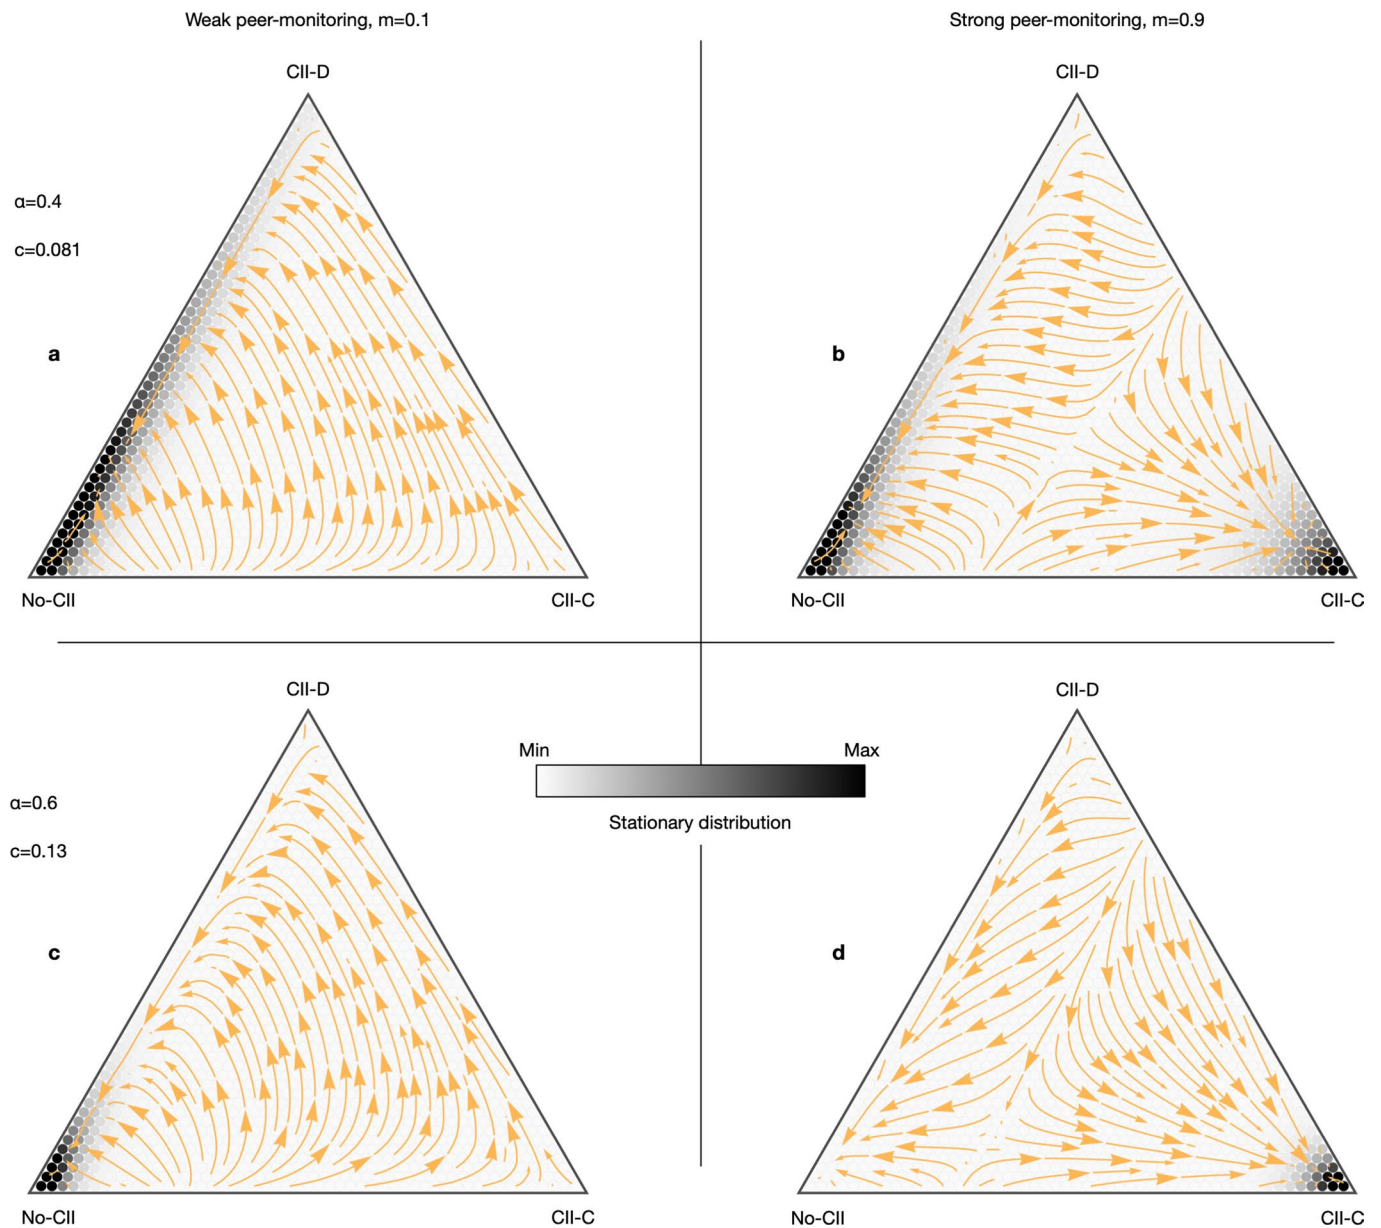 Weak peer-monitoring, m=0.1
Strong peer-monitoring, m=0.9
CII-D
CII-D
α=0.4
c=0.081
a
b
No-CII
CII-C
No-CII
CII-C
CII-D
CII-D
Min
Max
Stationary distribution
α=0.6
c=0.13
c
d
No-CII
CII-C
No-CII
CII-C